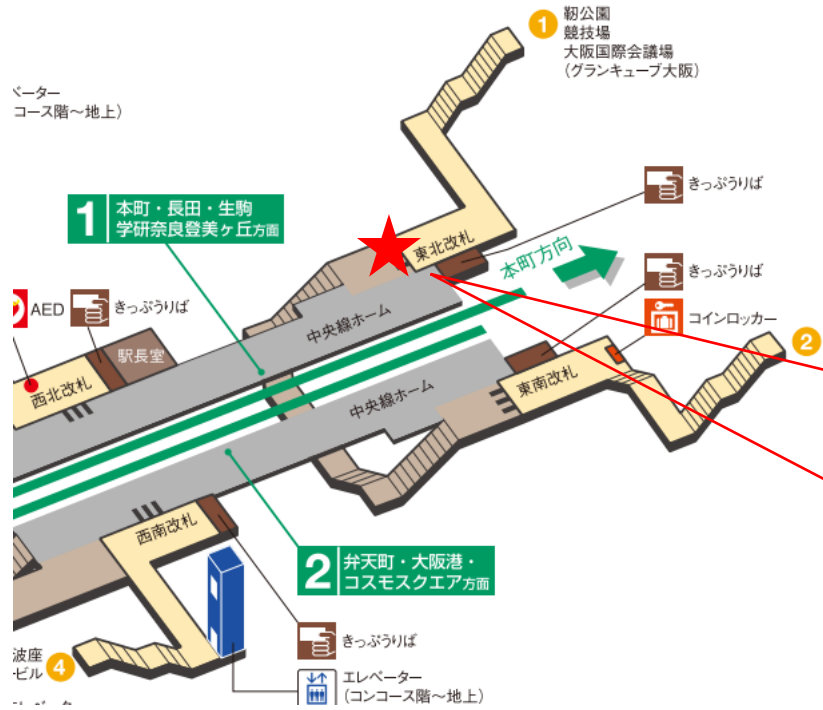 1
靭公園
競技場
大阪国際会議場
(グランキューブ大阪)
ベーター
コース階〜地上)
きっぷうりば
1
本町・長田・生駒
学研奈良登美ヶ丘方面
東北改札
本町方向
きっぷうりば
コインロッカー
2
AED
きっぷうりば
駅長室
中央線ホーム
西北改札
中央線ホーム
東南改札
西南改札
2
弁天町・大阪港・
コスモスクエア方面
きっぷうりば
波座
ービル
4
エレベーター
(コンコース階〜地上)